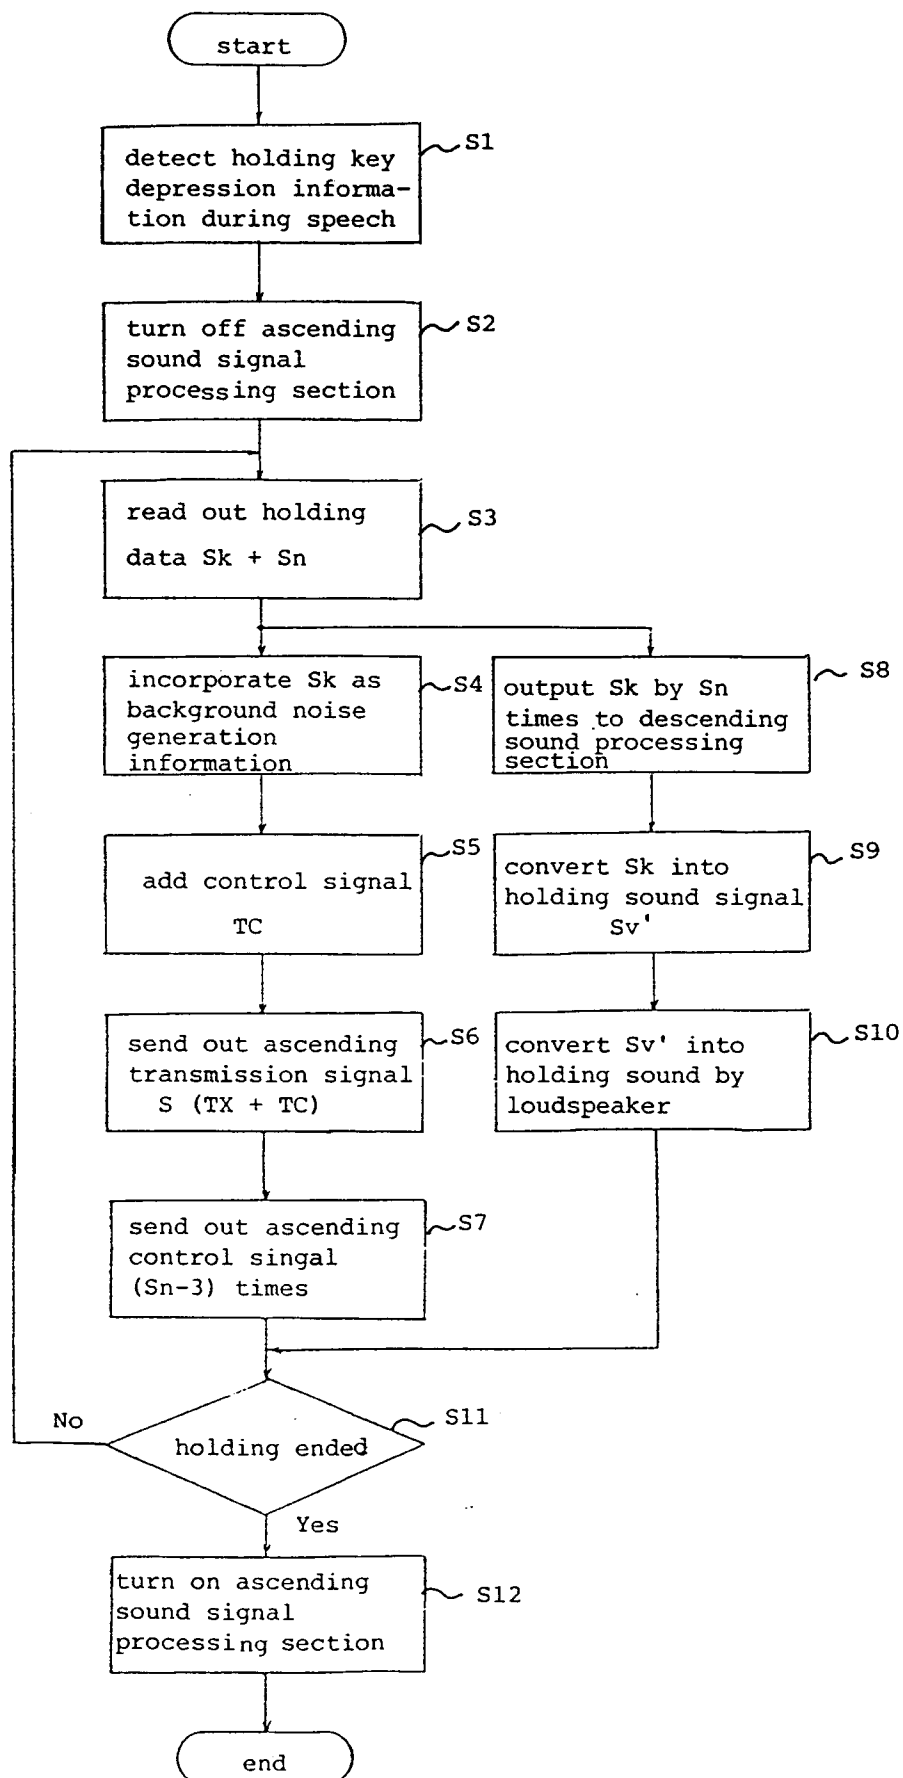 start
S1
detect holding key
depression informa-
tion during speech
S2
turn off ascending
sound signal
processing section
S3
read out holding
data Sk + Sn
S4
incorporate Sk as
background noise
generation
information
S8
output Sk by Sn
times to descending
sound processing
section
S5
add control signal
TC
S9
convert Sk into
holding sound signal
Sv'
S6
send out ascending
transmission signal
S (TX + TC)
S10
convert Sv' into
holding sound by
loudspeaker
S7
send out ascending
control singal
(Sn-3) times
S11
No
holding ended
Yes
S12
turn on ascending
sound signal
processing section
end